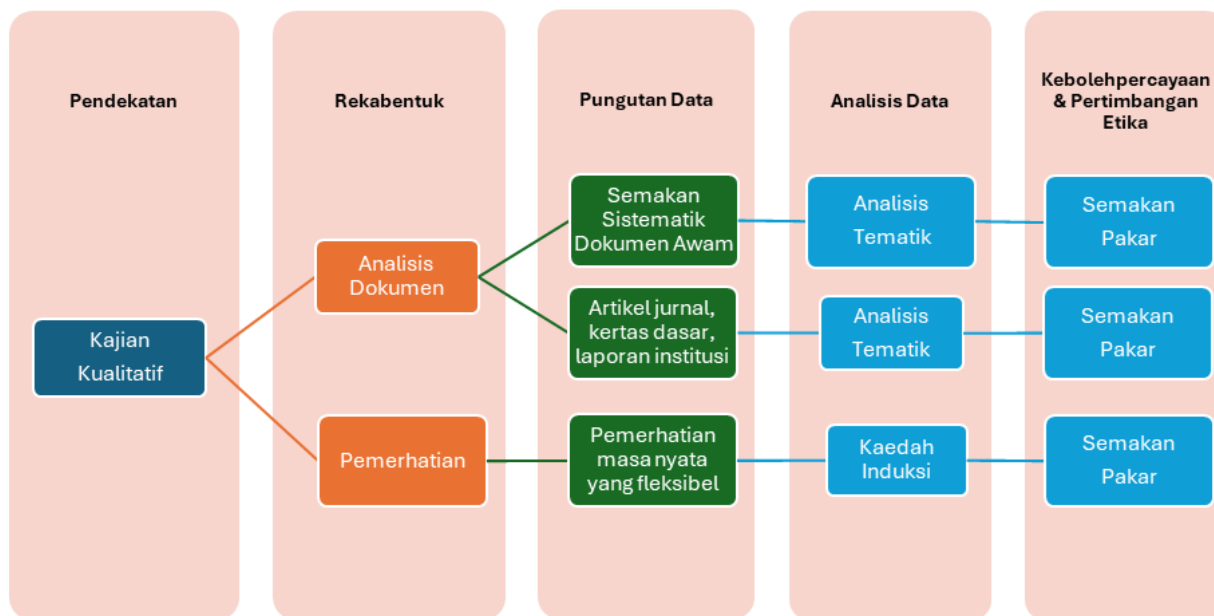 Pendekatan
Rekabentuk
Pungutan Data
Analisis Data
Kebolehpercayaan
& Pertimbangan
Etika
Kajian
Kualitatif
Analisis
Dokumen
Pemerhatian
Semakan
Sistematik
Dokumen Awam
Artikel jurnal,
kertas dasar,
laporan institusi
Pemerhatian
masa nyata
yang fleksibel
Analisis
Tematik
Analisis
Tematik
Kaedah
Induksi
Semakan
Pakar
Semakan
Pakar
Semakan
Pakar